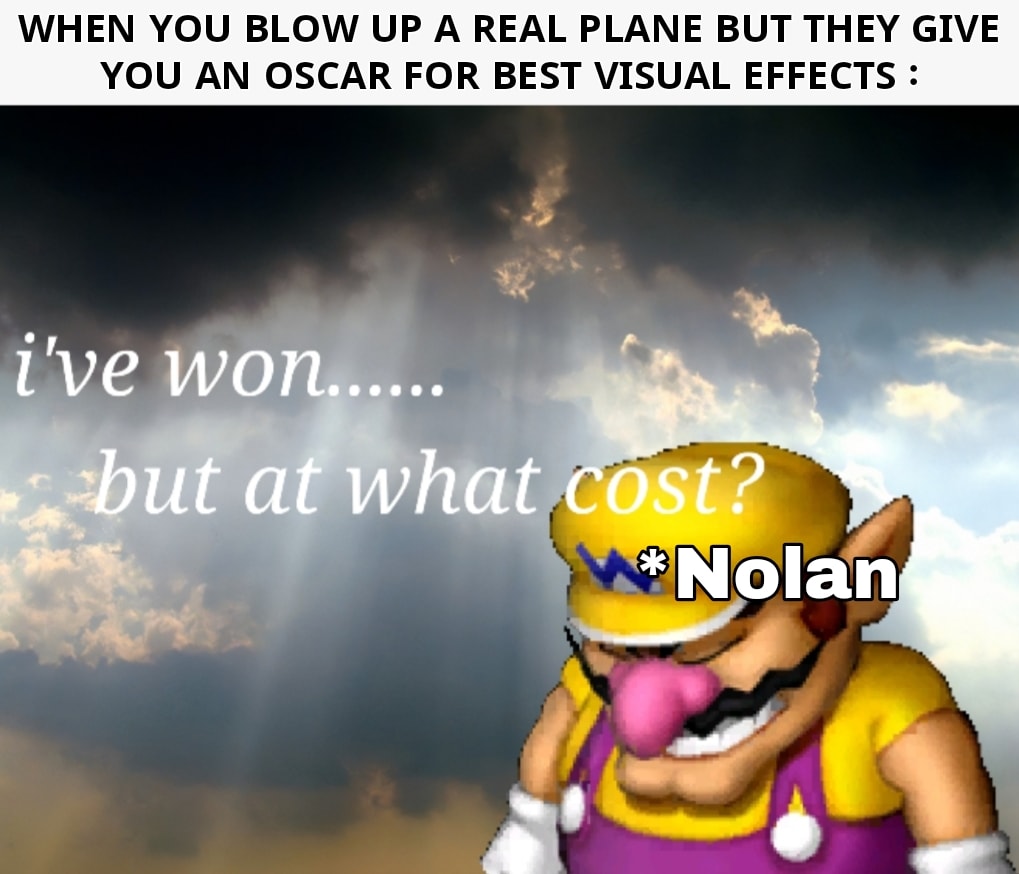 WHEN YOU BLOW UP A REAL PLANE BUT THEY GIVE
YOU AN OSCAR FOR BEST VISUAL EFFECTS :
i've won......
but at what cost?
*Nolan